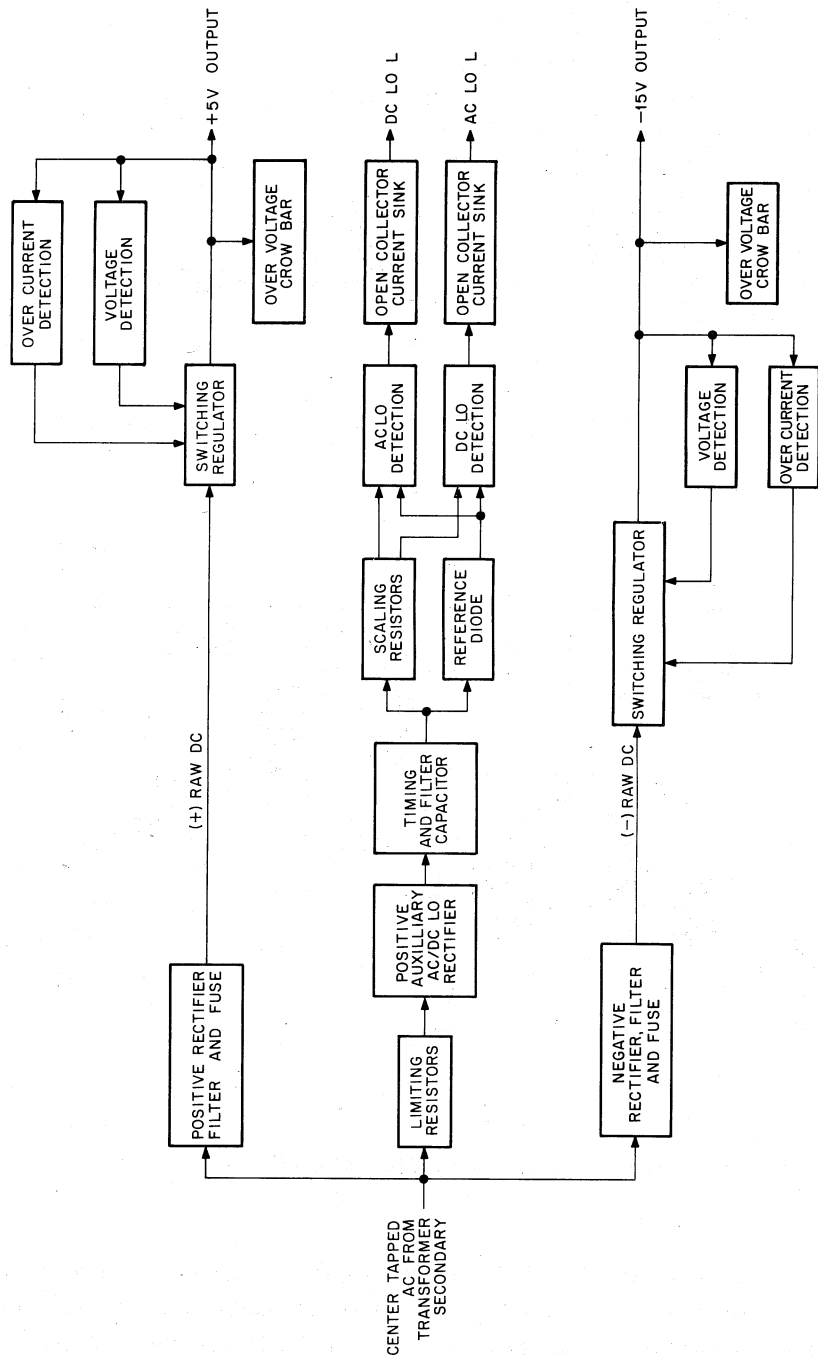 CENTER TAPPED
AC FROM
TRANSFORMER
SECONDARY
POSITIVE RECTIFIER
FILTER AND FUSE
(+) RAW DC
SWITCHING
REGULATOR
OVER CURRENT
DETECTION
VOLTAGE
DETECTION
OVER VOLTAGE
CROW BAR
+5V OUTPUT
LIMITING
RESISTORS
POSITIVE
AUXILLIARY
AC/DC LO
RECTIFIER
TIMING
AND FILTER
CAPACITOR
SCALING
RESISTORS
REFERENCE
DIODE
AC LO
DETECTION
DC LO
DETECTION
OPEN COLLECTOR
CURRENT SINK
OPEN COLLECTOR
CURRENT SINK
DC LO L
AC LO L
NEGATIVE
RECTIFIER, FILTER
AND FUSE
(−) RAW DC
SWITCHING REGULATOR
VOLTAGE
DETECTION
OVER CURRENT
DETECTION
OVER VOLTAGE
CROW BAR
−15V OUTPUT